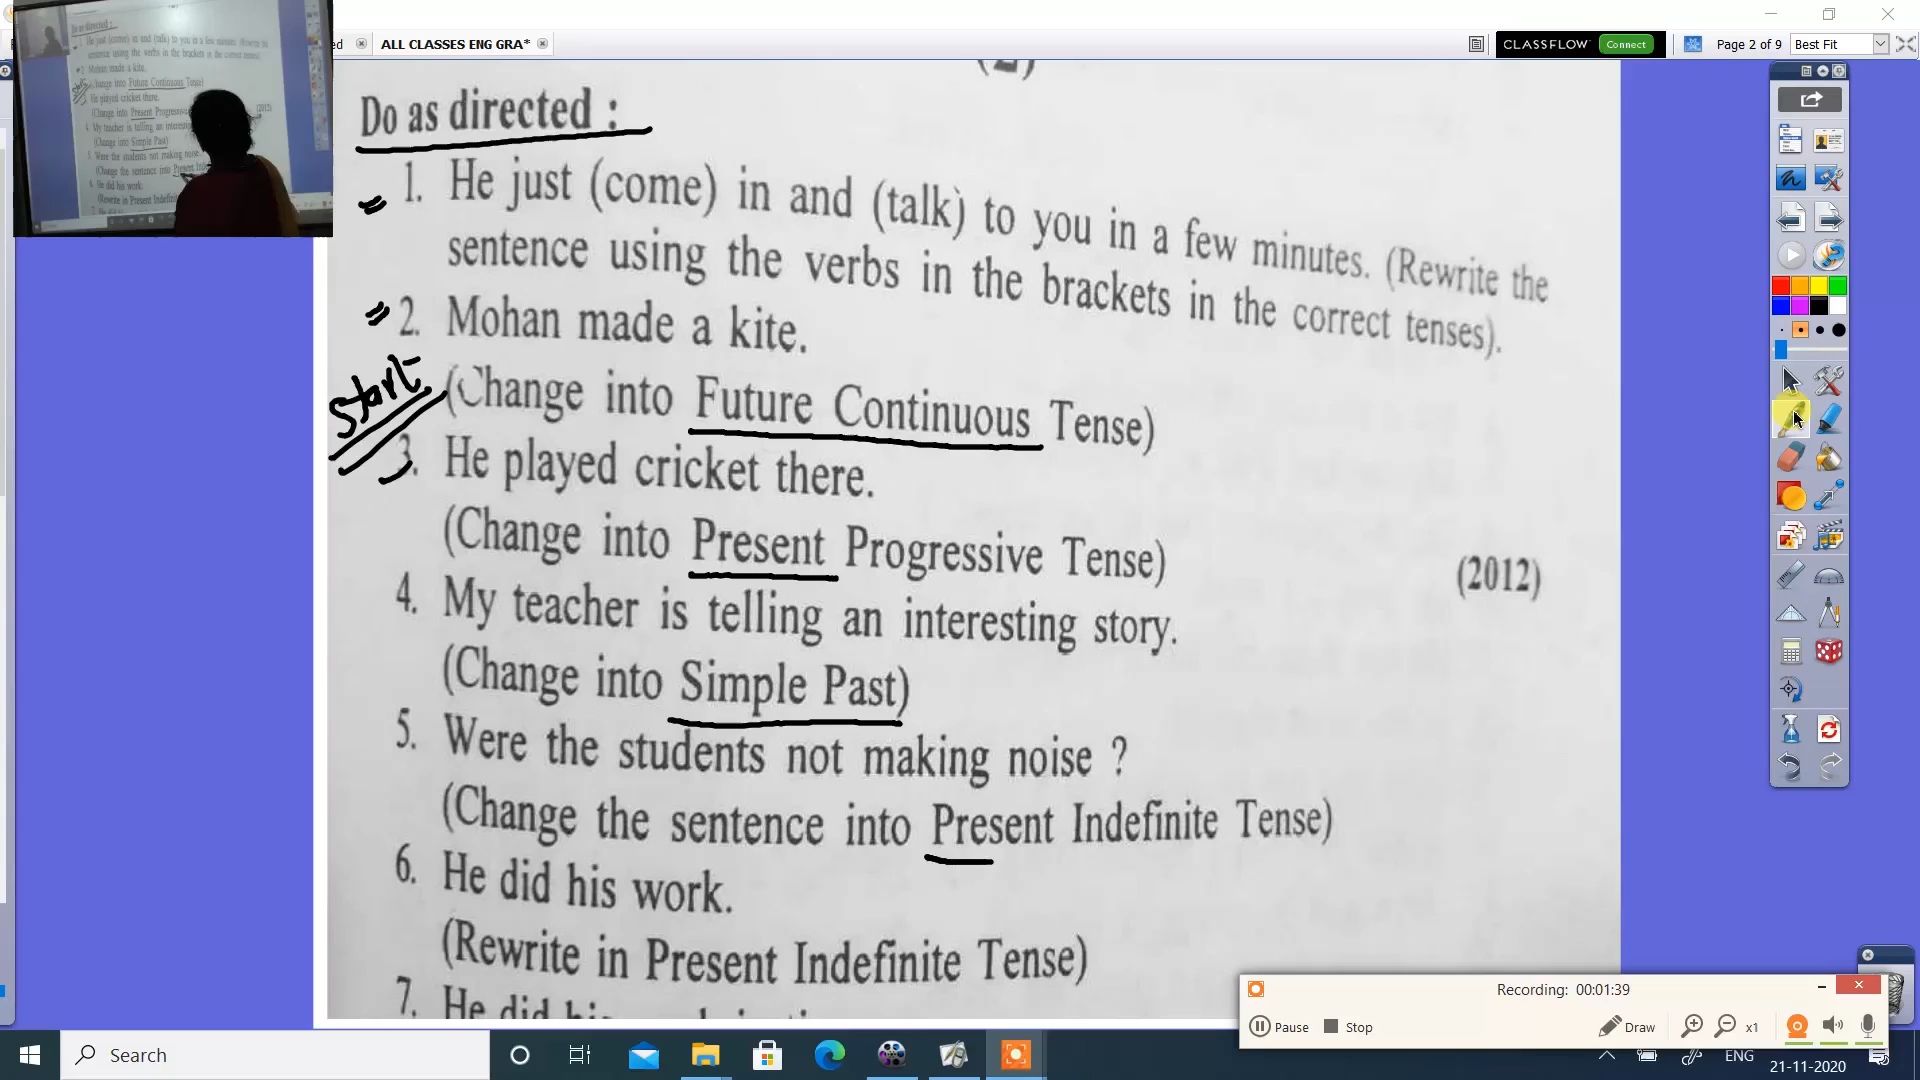 ed
ALL CLASSES ENG GRA*
CLASSFLOW Connect
Page 2 of 9 Best Fit
Do as directed :
1. He just (come) in and (talk) to you in a few minutes. (Rewrite the
sentence using the verbs in the brackets in the correct tenses).
2. Mohan made a kite.
start
(Change into Future Continuous Tense)
3. He played cricket there.
(Change into Present Progressive Tense)
(2012)
4. My teacher is telling an interesting story.
(Change into Simple Past)
5. Were the students not making noise ?
(Change the sentence into Present Indefinite Tense)
6. He did his work.
(Rewrite in Present Indefinite Tense)
7. He did
Recording: 00:01:39
Pause Stop Draw x1
Search
ENG
21-11-2020